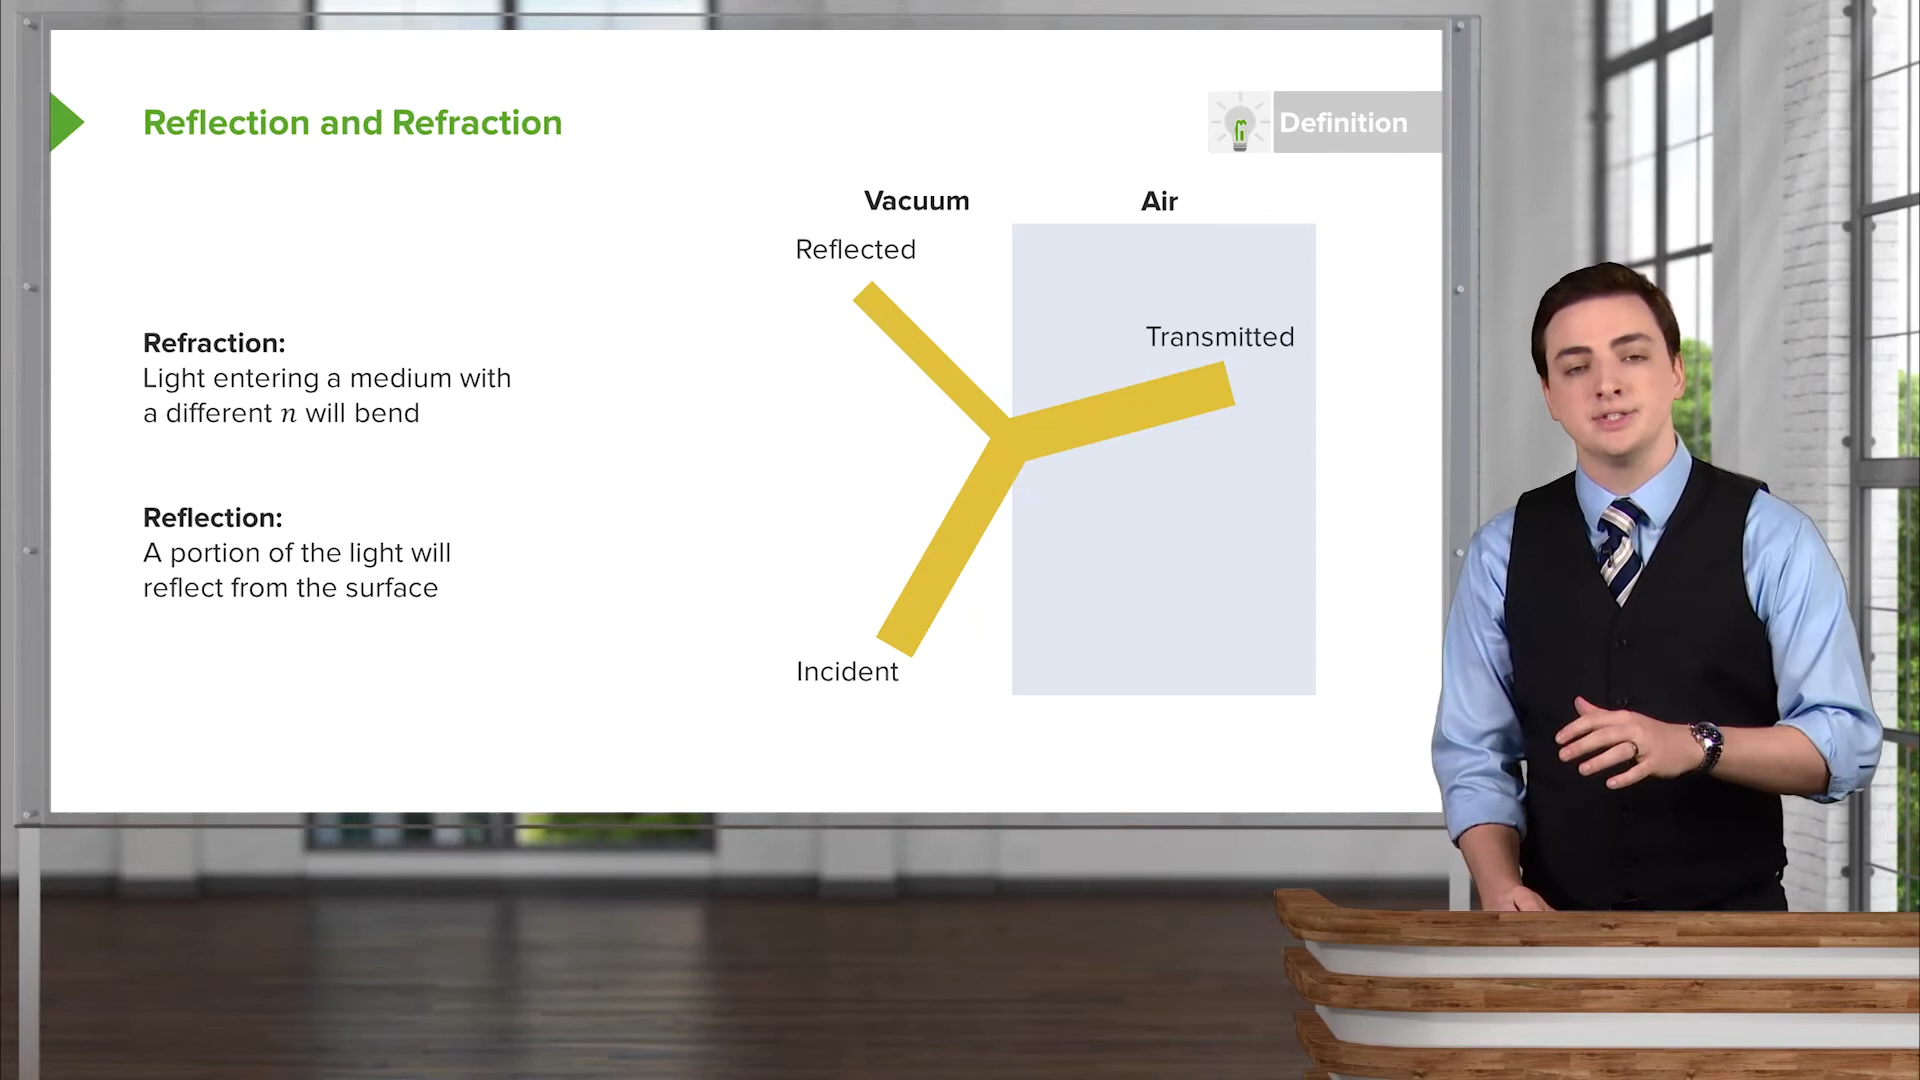 Reflection and Refraction
Definition
Vacuum
Air
Reflected
Transmitted
Refraction:
Light entering a medium with
a different n will bend
Reflection:
A portion of the light will
reflect from the surface
Incident